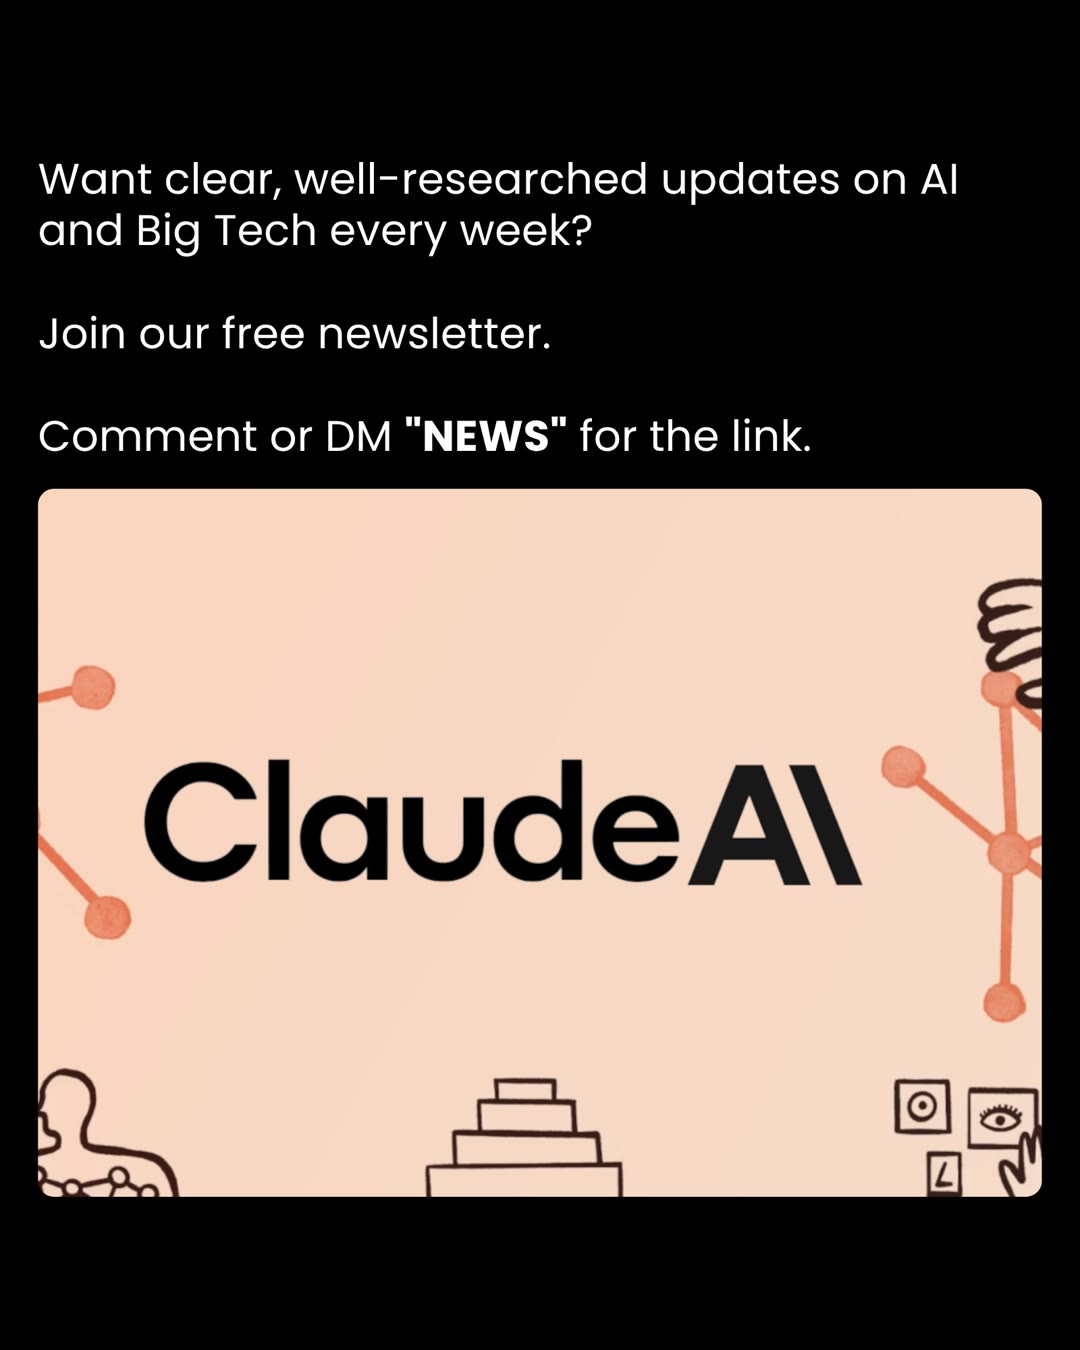 Want clear, well-researched updates on AI
and Big Tech every week?
Join our free newsletter.
Comment or DM "NEWS" for the link.
ClaudeA\
L